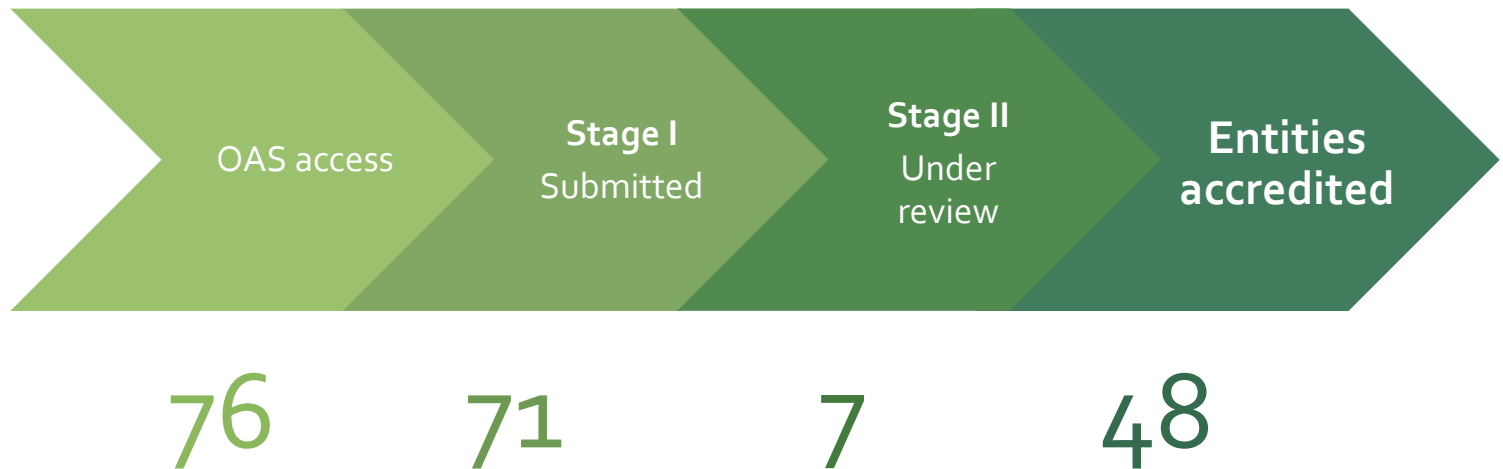 OAS access
Stage I
Submitted
Stage II
Under
review
Entities
accredited
76
71
7
48